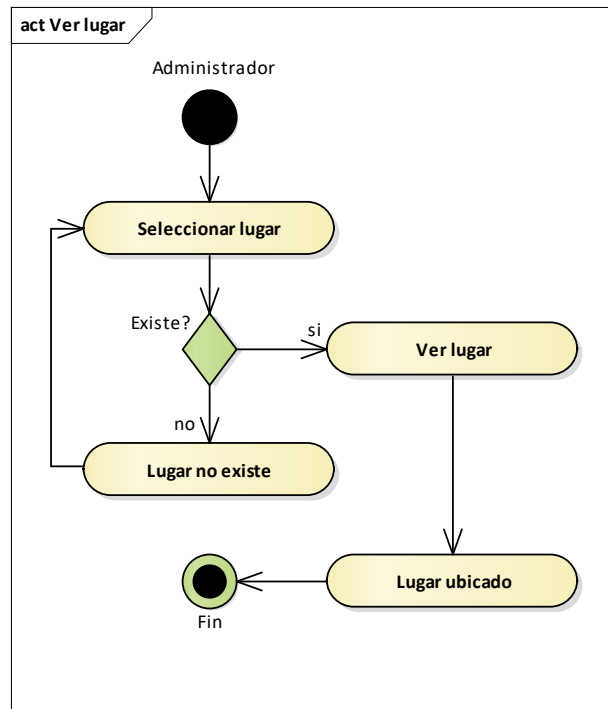 act Ver lugar
Administrador
Seleccionar lugar
Existe?
si
Ver lugar
no
Lugar no existe
Lugar ubicado
Fin